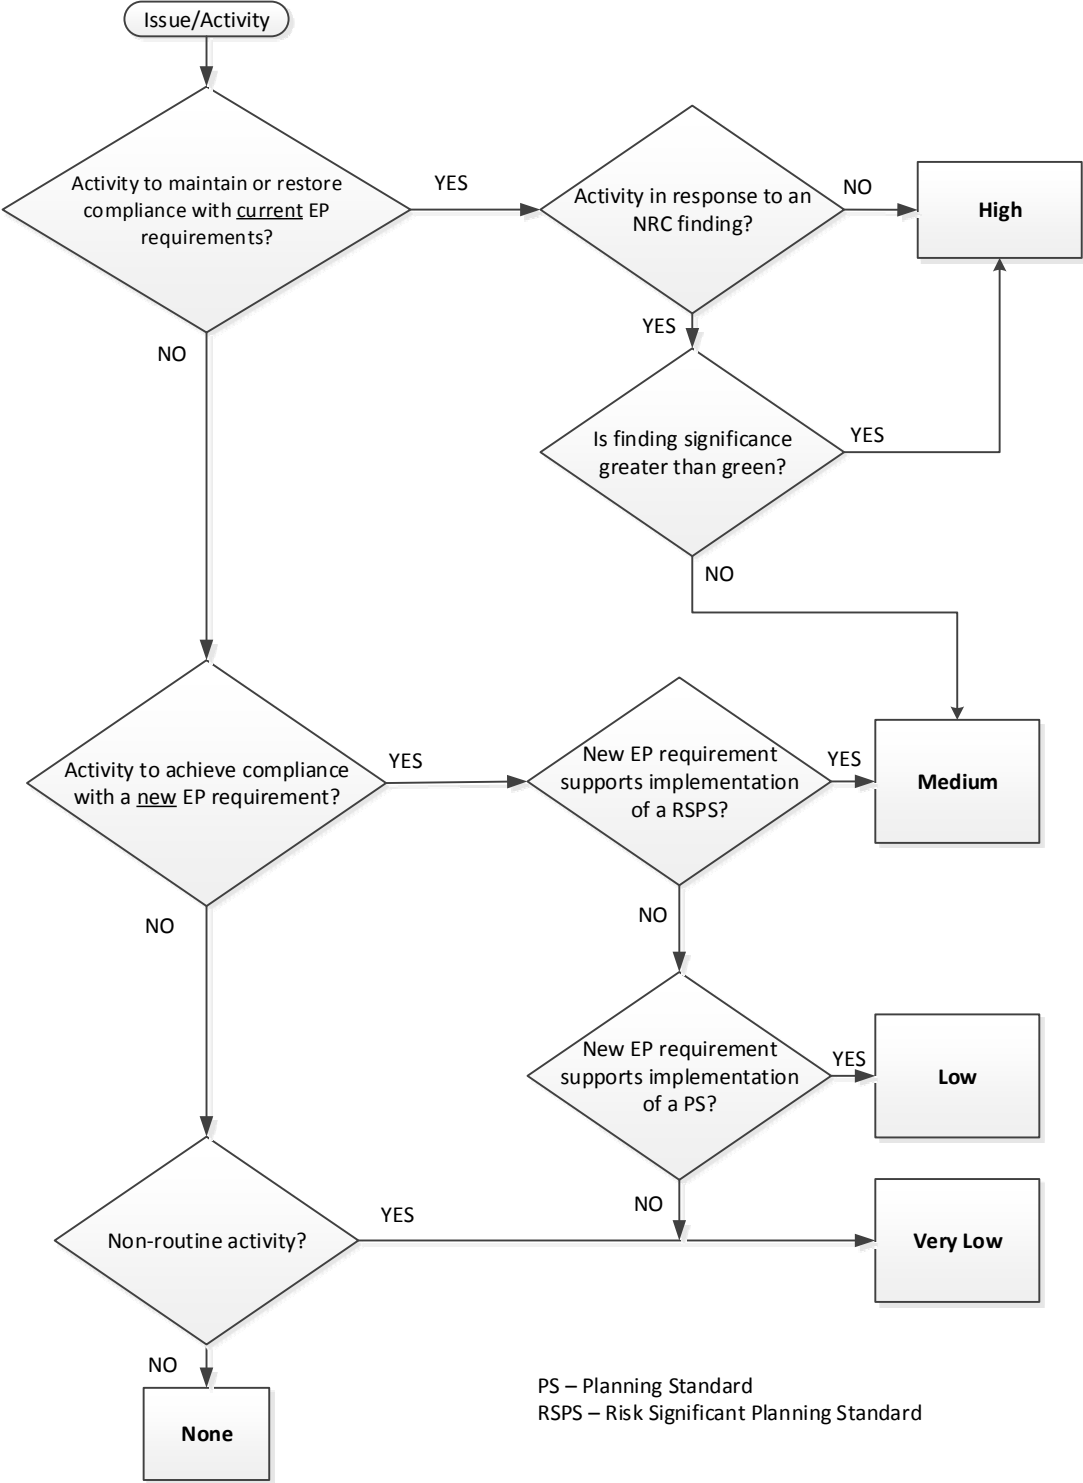 Issue/Activity
Activity to maintain or restore
compliance with current EP
requirements?
YES
Activity in response to an
NRC finding?
NO
High
YES
NO
Is finding significance
greater than green?
YES
NO
Activity to achieve compliance
with a new EP requirement?
YES
New EP requirement
supports implementation
of a RSPS?
YES
Medium
NO
NO
New EP requirement
supports implementation
of a PS?
YES
Low
NO
Non-routine activity?
YES
Very Low
NO
None
PS – Planning Standard
RSPS – Risk Significant Planning Standard